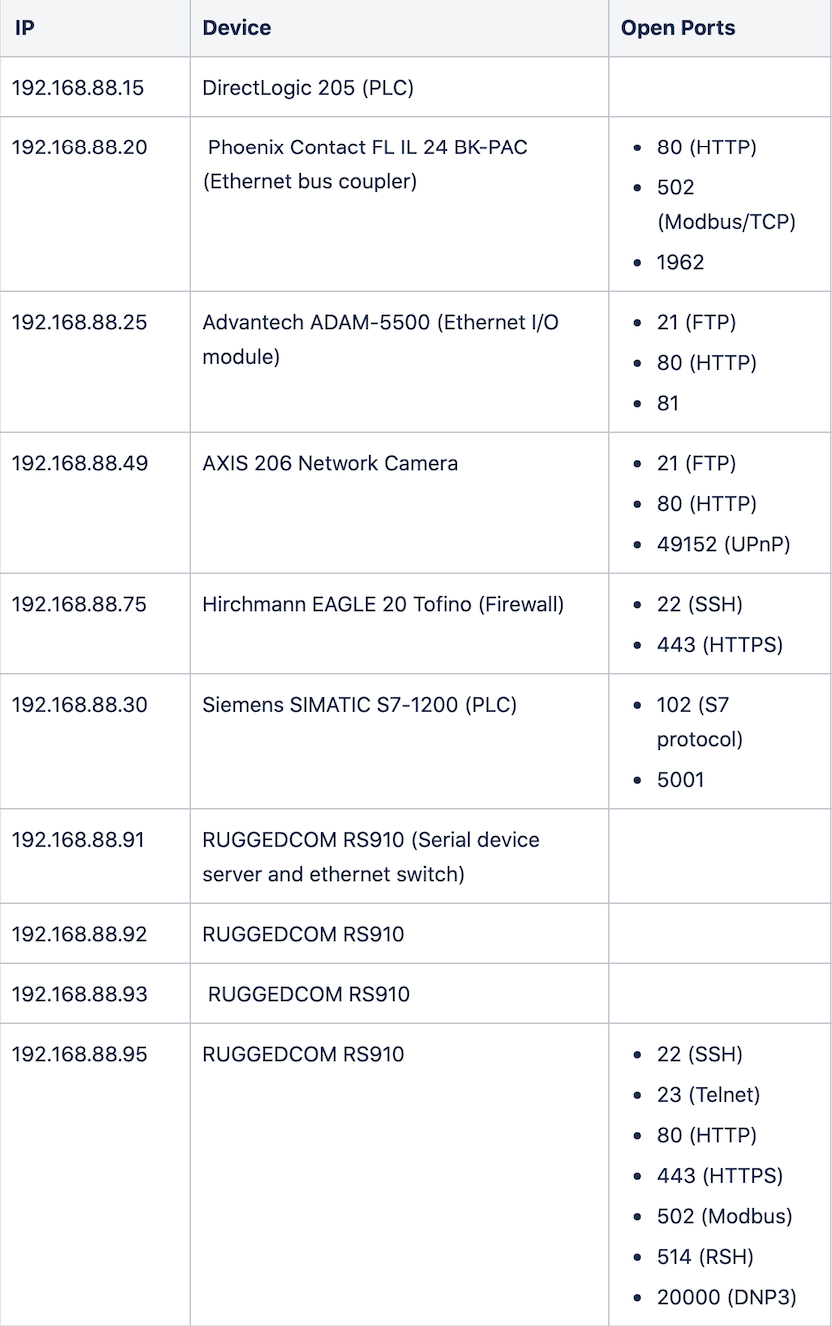 IP Device Open Ports
192.168.88.15 DirectLogic 205 (PLC)
192.168.88.20 Phoenix Contact FL IL 24 BK-PAC
(Ethernet bus coupler)
• 80 (HTTP)
• 502
(Modbus/TCP)
• 1962
192.168.88.25 Advantech ADAM-5500 (Ethernet I/O
module)
• 21 (FTP)
• 80 (HTTP)
• 81
192.168.88.49 AXIS 206 Network Camera
• 21 (FTP)
• 80 (HTTP)
• 49152 (UPnP)
192.168.88.75 Hirchmann EAGLE 20 Tofino (Firewall)
• 22 (SSH)
• 443 (HTTPS)
192.168.88.30 Siemens SIMATIC S7-1200 (PLC)
• 102 (S7
protocol)
• 5001
192.168.88.91 RUGGEDCOM RS910 (Serial device
server and ethernet switch)
192.168.88.92 RUGGEDCOM RS910
192.168.88.93 RUGGEDCOM RS910
192.168.88.95 RUGGEDCOM RS910
• 22 (SSH)
• 23 (Telnet)
• 80 (HTTP)
• 443 (HTTPS)
• 502 (Modbus)
• 514 (RSH)
• 20000 (DNP3)